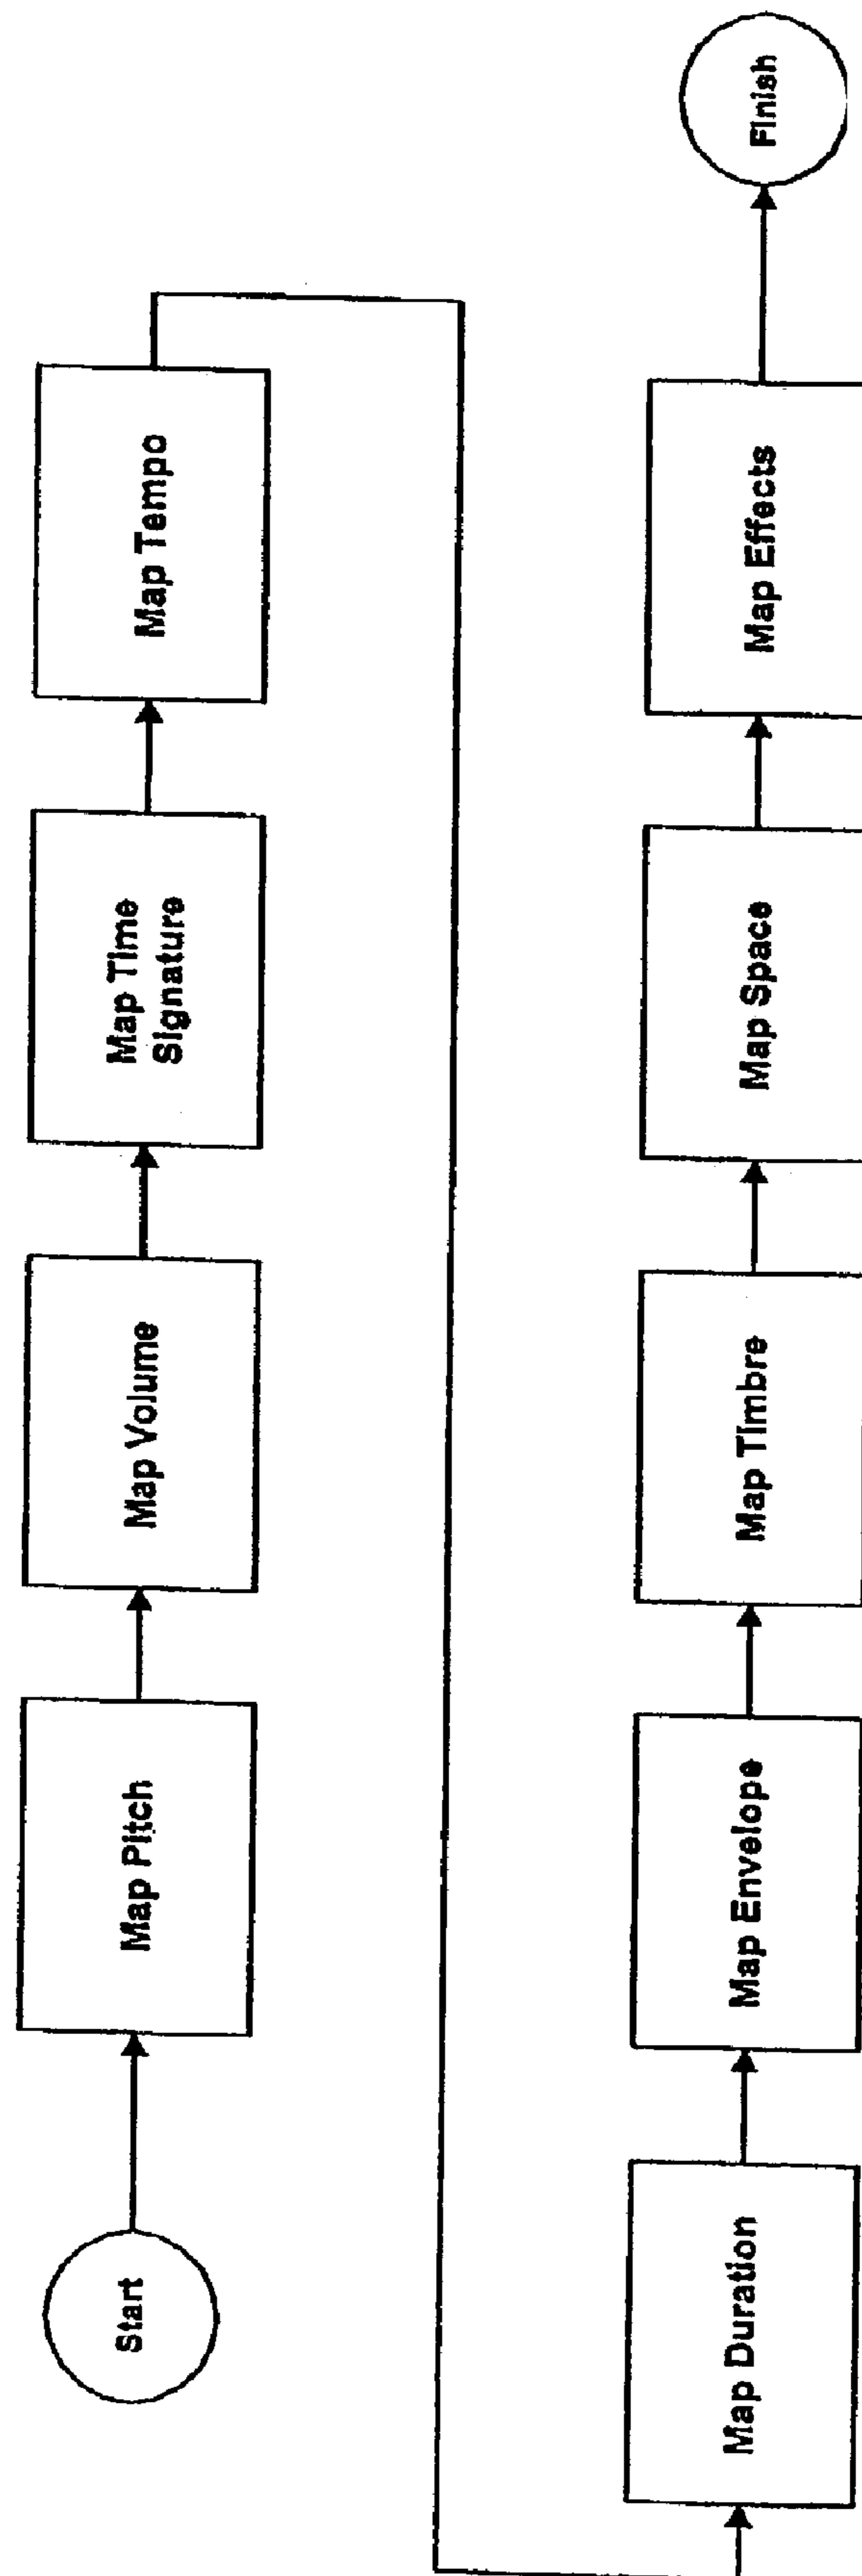 Start
Map Pitch
Map Volume
Map Time
Signature
Map Tempo
Map Duration
Map Envelope
Map Timbre
Map Space
Map Effects
Finish